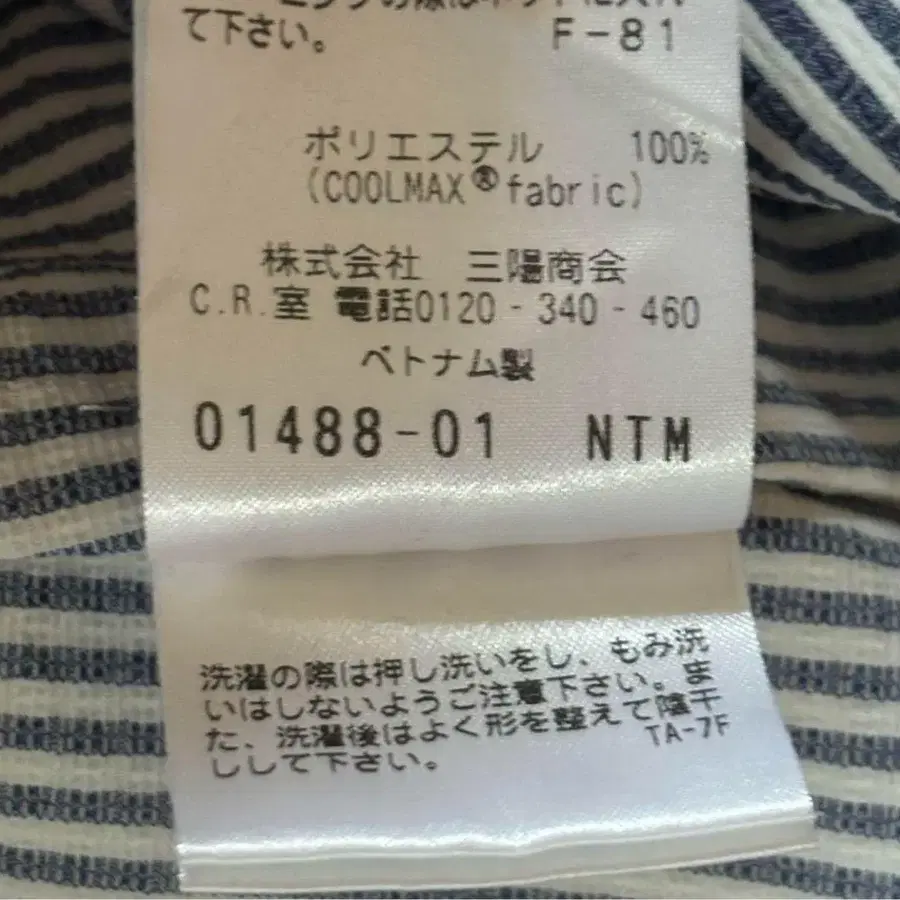 て下さい。 F-81
ポリエステル 100%
(COOLMAX®fabric)
株式会社 三陽商会
C.R.室 電話0120-340-460
ベトナム製
01488-01 NTM
洗濯の際は押し洗いをし、もみ洗
いはしないようご注意下さい。ま
た、洗濯後はよく形を整えて陰干
ししして下さい。 TA-7F